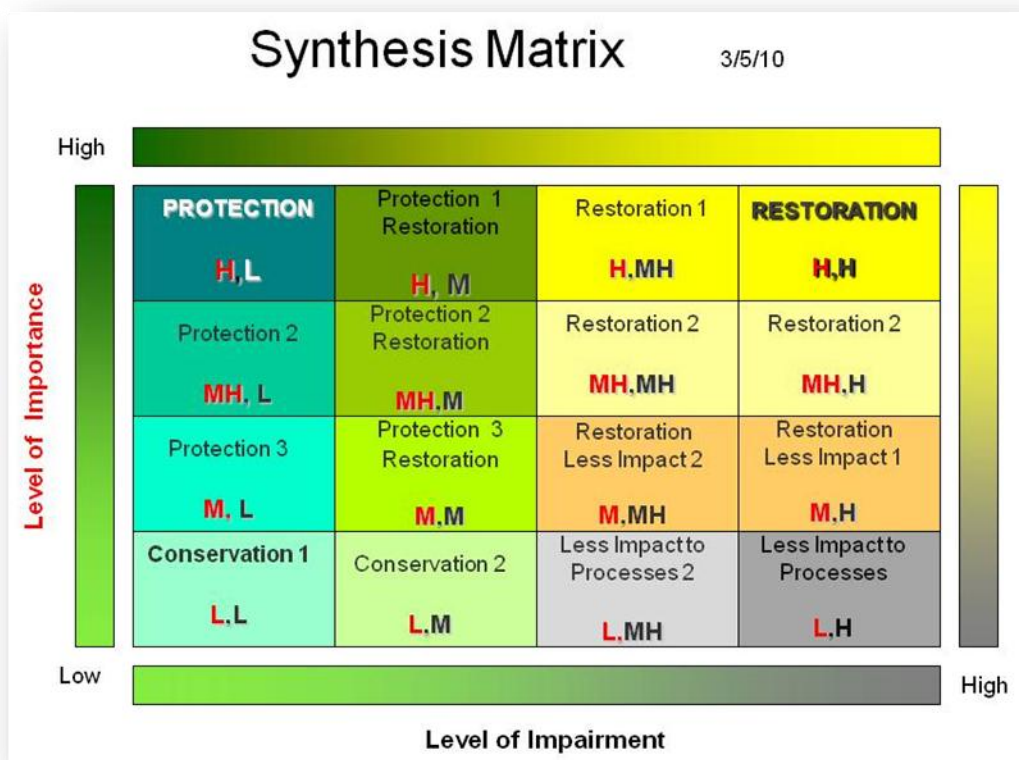 Synthesis Matrix 3/5/10
High
PROTECTION
H,L
Protection 1
Restoration
H, M
Restoration 1
H,MH
RESTORATION
H,H
Protection 2
MH, L
Protection 2
Restoration
MH,M
Restoration 2
MH,MH
Restoration 2
MH,H
Protection 3
M, L
Protection 3
Restoration
M,M
Restoration
Less Impact 2
M,MH
Restoration
Less Impact 1
M,H
Conservation 1
L,L
Conservation 2
L,M
Less Impact to
Processes 2
L,MH
Less Impact to
Processes
L,H
Level of Importance
Low
High
Level of Impairment